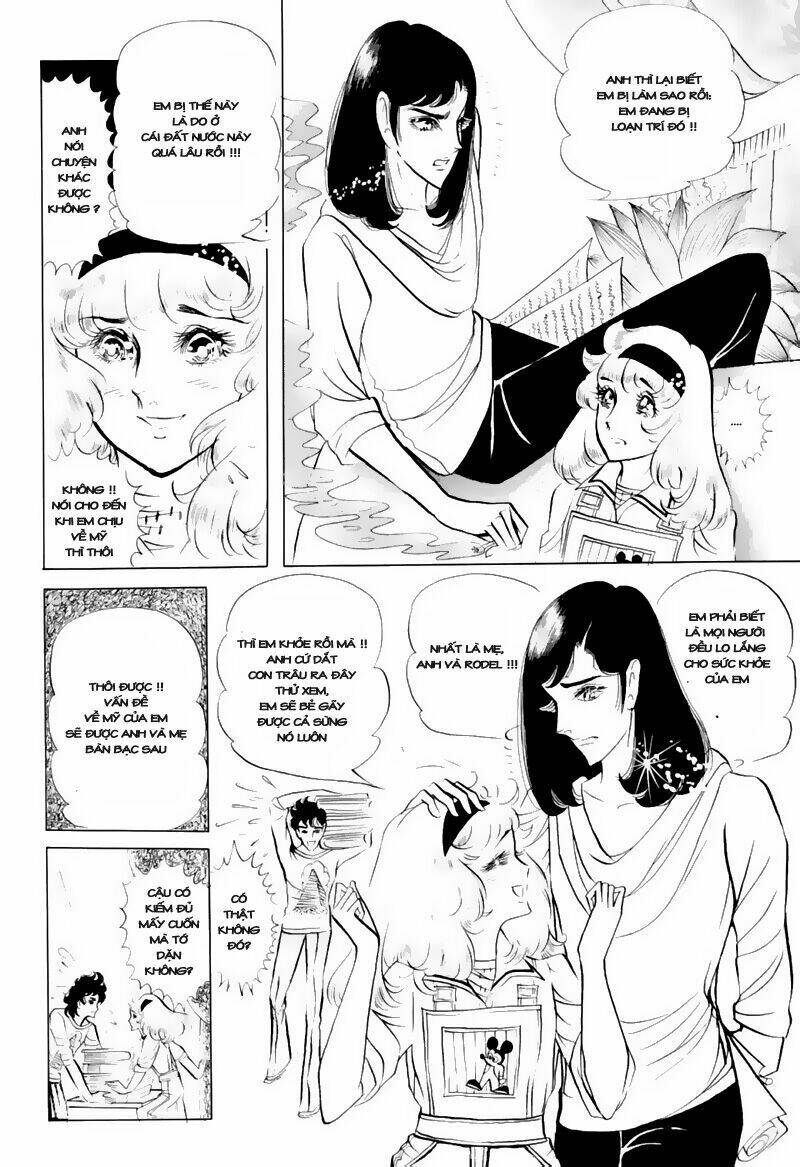 ANH THÌ LẠI BIẾT
EM BỊ LÀM SAO RỒI:
EM ĐANG BỊ
LOẠN TRÍ ĐÓ !!
.....
EM BỊ THẾ NÀY
LÀ DO Ở
CÁI ĐẤT NƯỚC NÀY
QUÁ LÂU RỒI !!!
ANH
NÓI
CHUYỆN
KHÁC
ĐƯỢC
KHÔNG ?
KHÔNG !!
NÓI CHO ĐẾN
KHI EM CHỊU
VỀ MỸ
THÌ THÔI
EM PHẢI BIẾT
LÀ MỌI NGƯỜI
ĐỀU LO LẮNG
CHO SỨC KHỎE
CỦA EM
NHẤT LÀ MẸ,
ANH VÀ RODEL !!!
THÌ EM KHỎE RỒI MÀ !!
ANH CỨ DẮT
CON TRÂU RA ĐÂY
THỬ XEM,
EM SẼ BẺ GÃY
ĐƯỢC CẢ SỪNG
NÓ LUÔN
CÓ
THẬT
KHÔNG
ĐÓ?
THÔI ĐƯỢC !!
VẤN ĐỀ
VỀ MỸ CỦA EM
SẼ ĐƯỢC ANH VÀ MẸ
BÀN BẠC SAU
CẬU CÓ
KIẾM ĐỦ
MẤY CUỐN
MÀ TỚ
DẶN
KHÔNG?